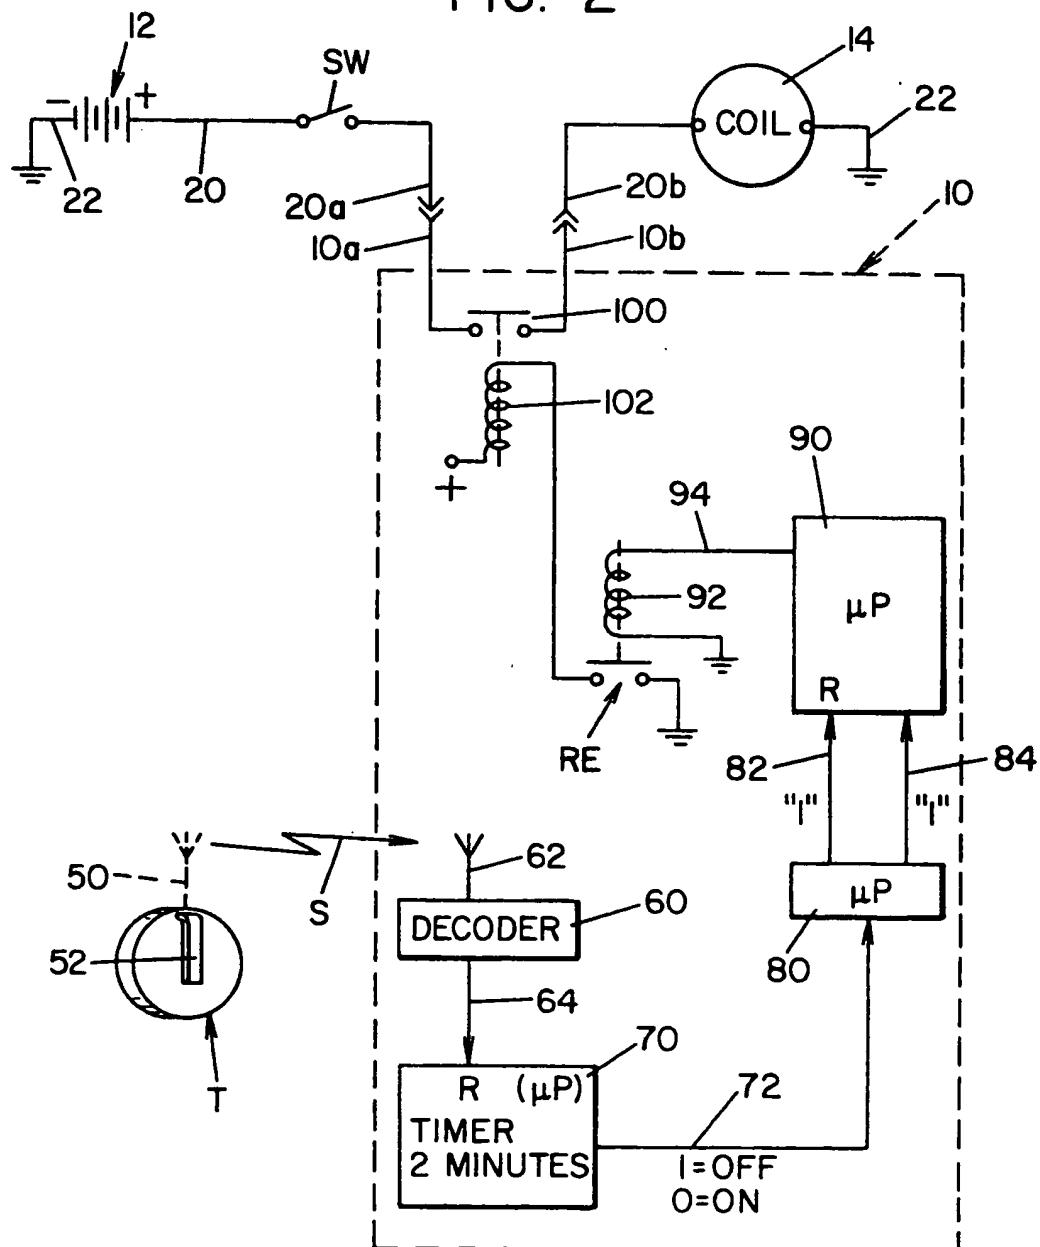 FIG. 2
12
SW
14
COIL
22
- +
22
20
20a
20b
10
10a
10b
100
102
+
90
94
92
μP
R
RE
82
84
"1" "1"
50
S
62
μP
DECODER
60
52
80
64
T
70
R (μP)
72
TIMER
2 MINUTES
1=OFF
0=ON